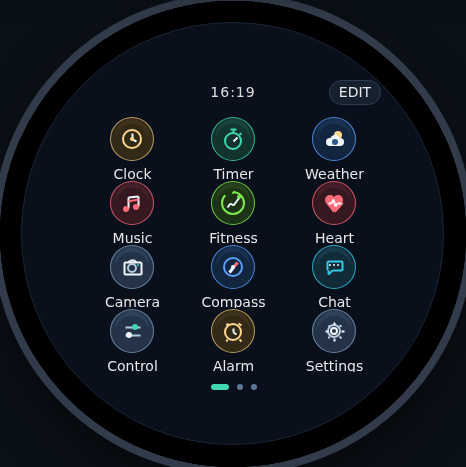 16:19 EDIT
Clock Timer Weather
Music Fitness Heart
Camera Compass Chat
Control Alarm Settings